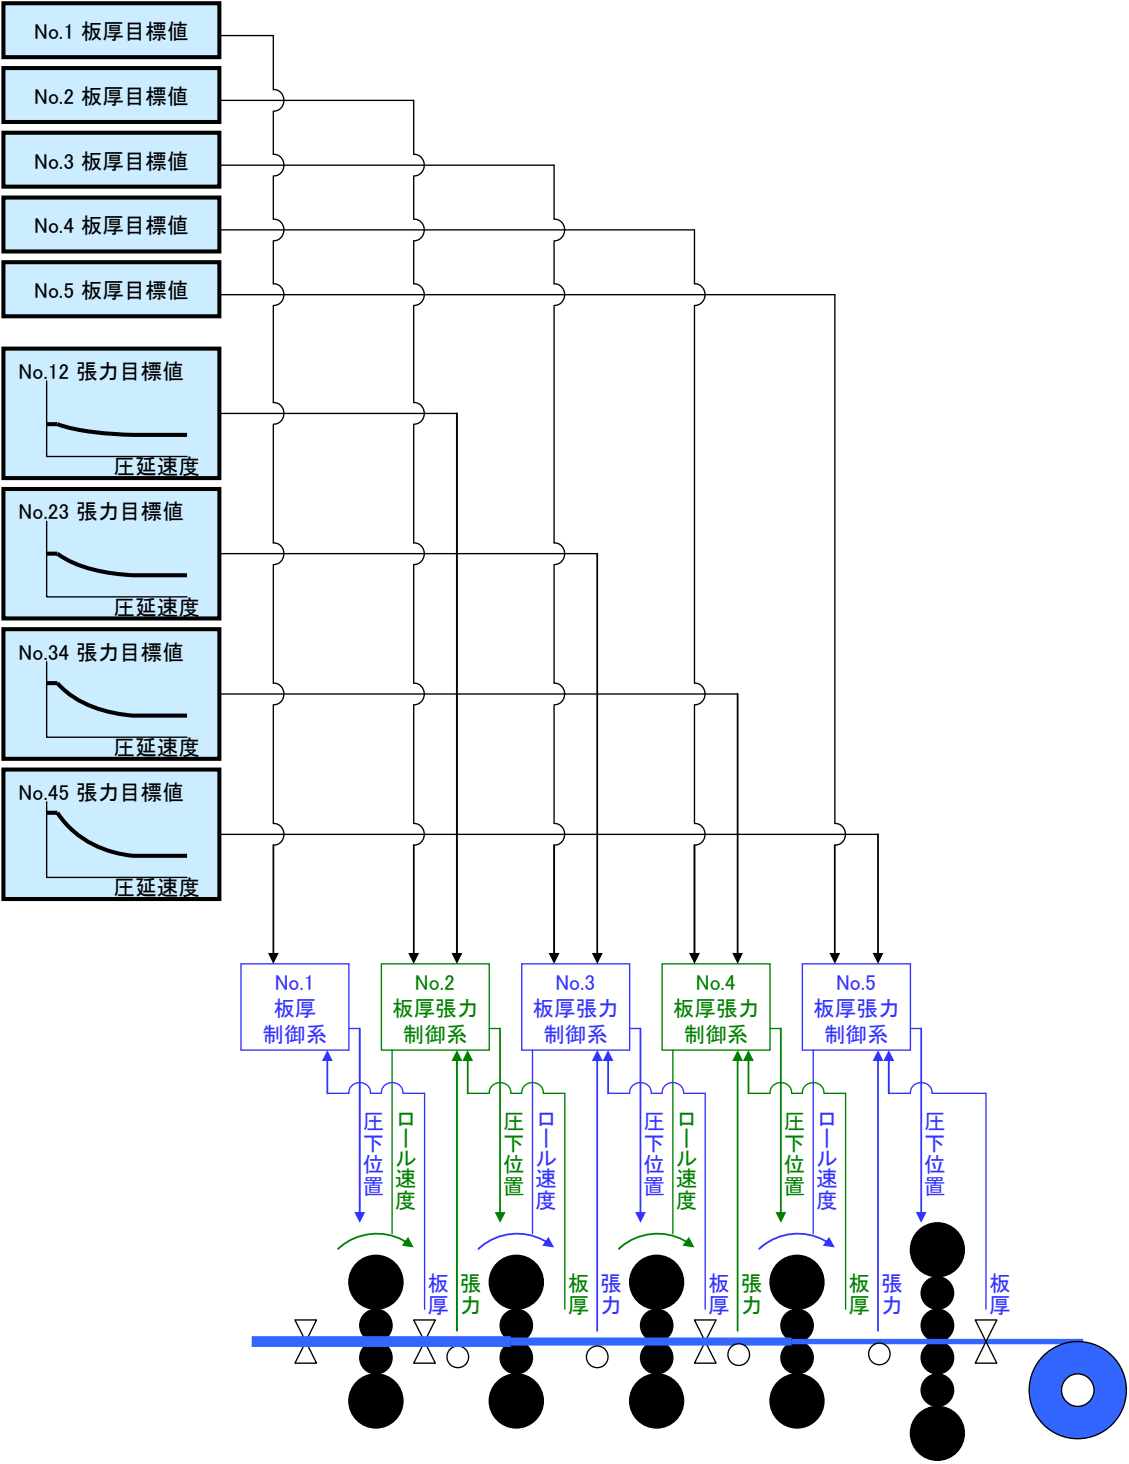 No.1 板厚目標値
No.2 板厚目標値
No.3 板厚目標値
No.4 板厚目標値
No.5 板厚目標値
No.12 張力目標値
圧延速度
No.23 張力目標値
圧延速度
No.34 張力目標値
圧延速度
No.45 張力目標値
圧延速度
No.1
板厚
制御系
No.2
板厚張力
制御系
No.3
板厚張力
制御系
No.4
板厚張力
制御系
No.5
板厚張力
制御系
圧下位置
ロール速度
圧下位置
ロール速度
圧下位置
ロール速度
圧下位置
ロール速度
圧下位置
板厚
張力
板厚
張力
板厚
張力
板厚
張力
板厚